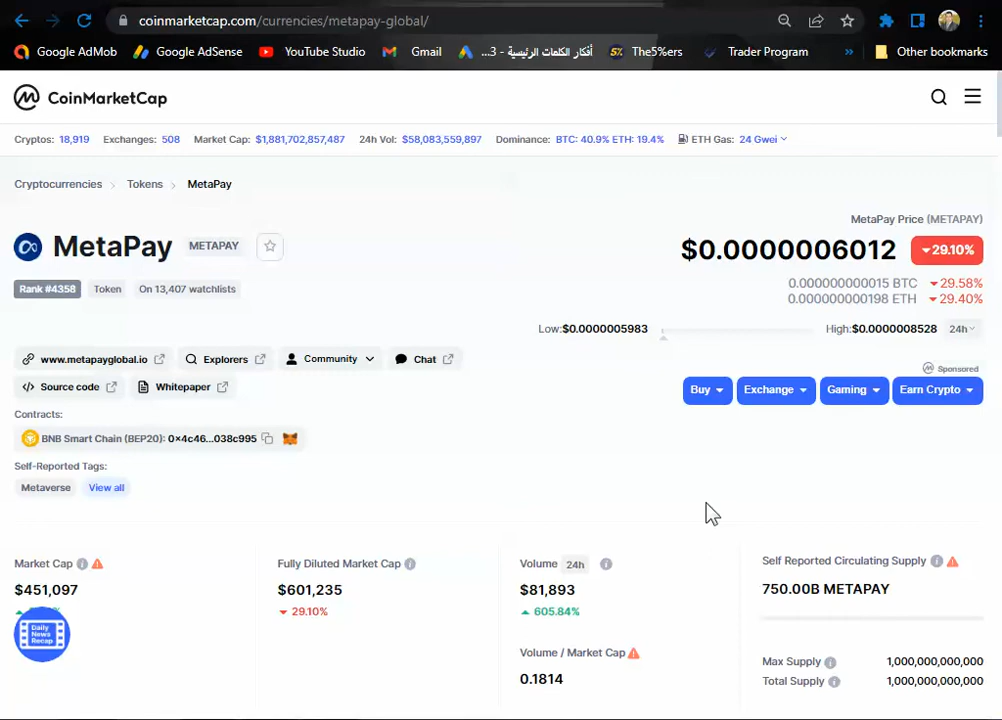 coinmarketcap.com/currencies/metapay-global/
Google AdMob Google AdSense YouTube Studio Gmail أفكار الكلمات الرئيسية - 3... The5%ers Trader Program » Other bookmarks
CoinMarketCap
Cryptos: 18,919 Exchanges: 508 Market Cap: $1,881,702,857,487 24h Vol: $58,083,559,897 Dominance: BTC: 40.9% ETH: 19.4% ETH Gas: 24 Gwei
Cryptocurrencies > Tokens > MetaPay
MetaPay Price (METAPAY)
MetaPay METAPAY
$0.0000006012 29.10%
Rank #4358 Token On 13,407 watchlists
0.000000000015 BTC 29.58%
0.000000000198 ETH 29.40%
Low:$0.0000005983 High:$0.0000008528 24h
www.metapayglobal.io Explorers Community Chat
Sponsored
Source code Whitepaper
Buy Exchange Gaming Earn Crypto
Contracts:
BNB Smart Chain (BEP20): 0x4c46...038c995
Self-Reported Tags:
Metaverse View all
Market Cap
$451,097
Fully Diluted Market Cap
$601,235
29.10%
Volume 24h
$81,893
605.84%
Volume / Market Cap
0.1814
Self Reported Circulating Supply
750.00B METAPAY
Max Supply 1,000,000,000,000
Total Supply 1,000,000,000,000
Daily
News
Recap